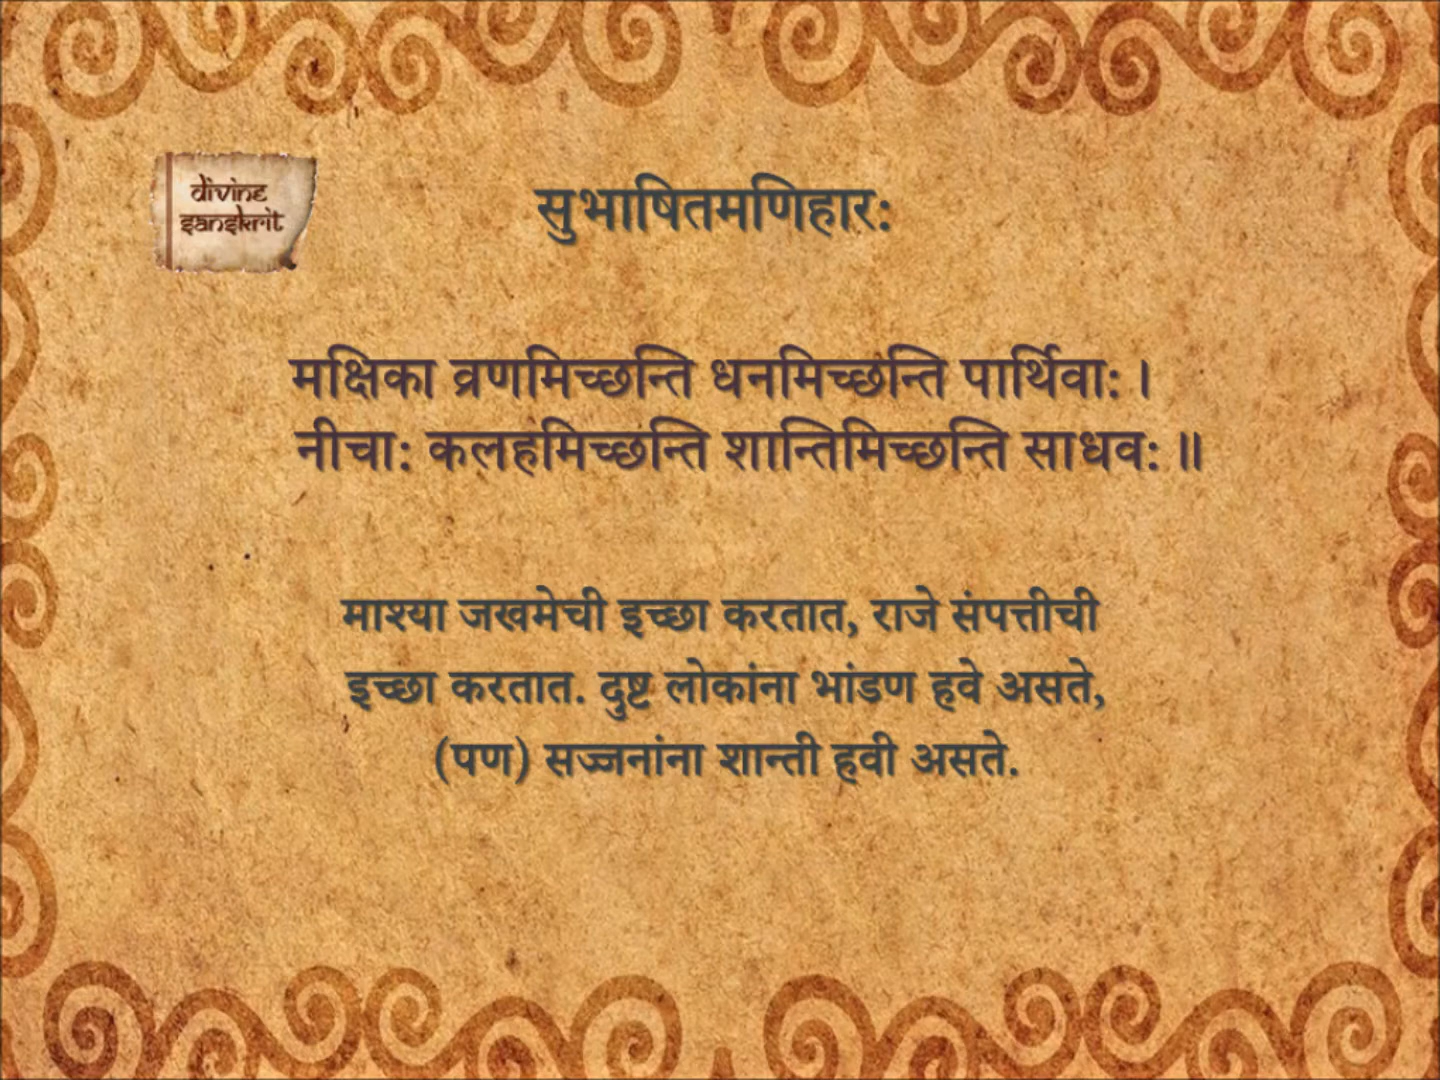 divine
sanskrit
सुभाषितमणिहार:
मक्षिका व्रणमिच्छन्ति धनमिच्छन्ति पार्थिवा: ।
नीचा: कलहमिच्छन्ति शान्तिमिच्छन्ति साधव: ॥
माश्या जखमेची इच्छा करतात, राजे संपत्तीची
इच्छा करतात. दुष्ट लोकांना भांडण हवे असते,
(पण) सज्जनांना शान्ती हवी असते.